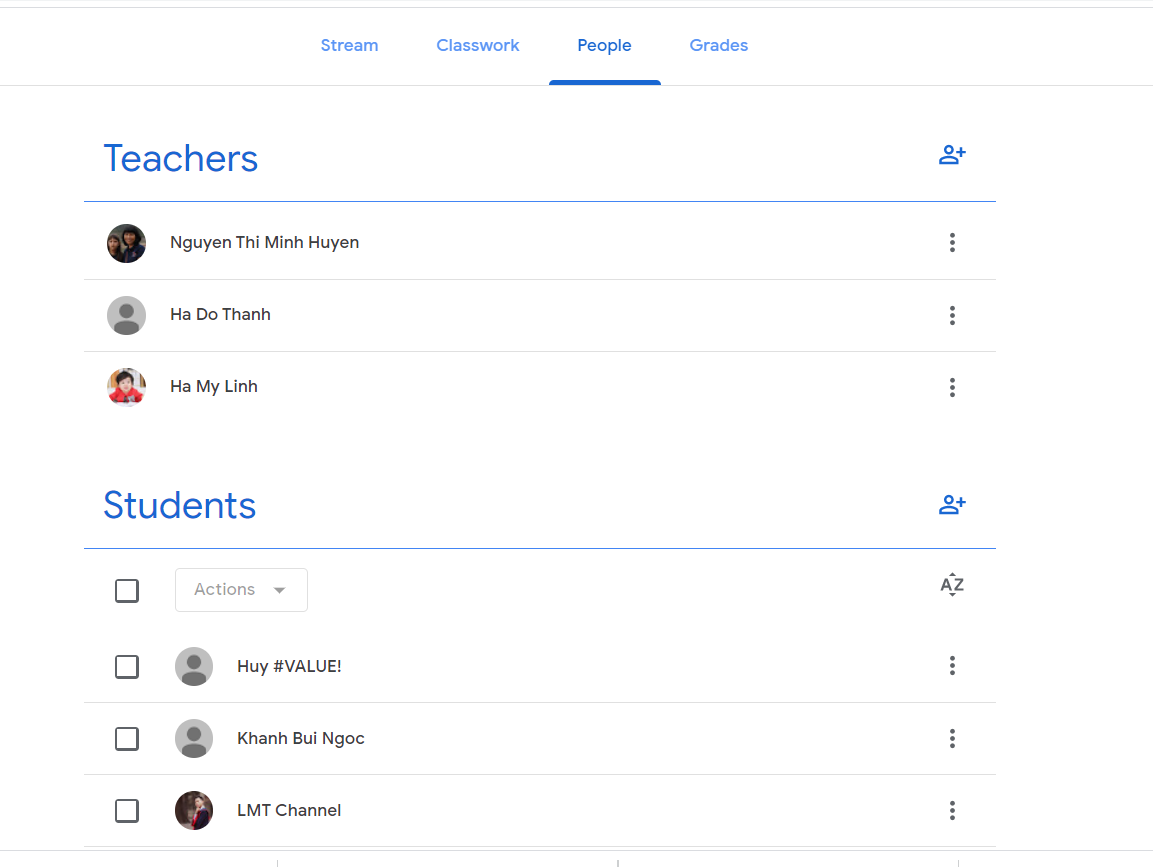 Stream Classwork People Grades
Teachers
Nguyen Thi Minh Huyen
Ha Do Thanh
Ha My Linh
Students
Actions
AZ
Huy #VALUE!
Khanh Bui Ngoc
LMT Channel